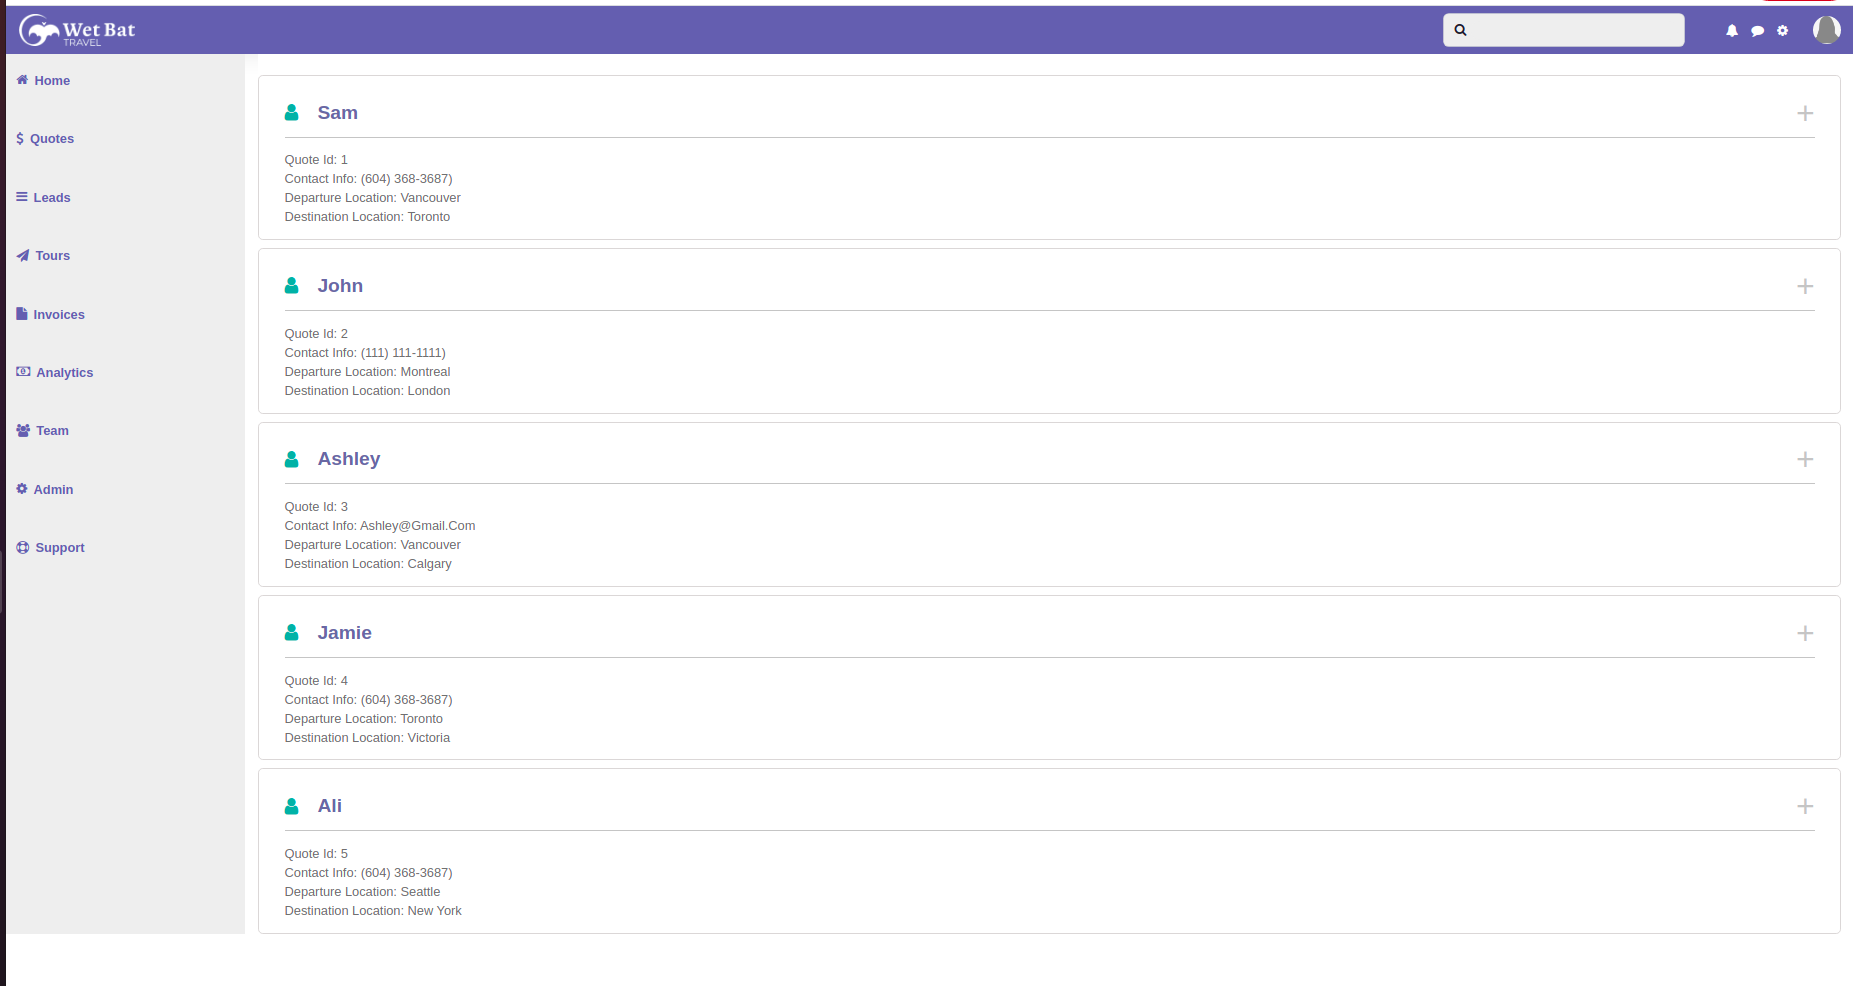 Wet Bat
TRAVEL
Home
Quotes
Leads
Tours
Invoices
Analytics
Team
Admin
Support
Sam
Quote Id: 1
Contact Info: (604) 368-3687)
Departure Location: Vancouver
Destination Location: Toronto
John
Quote Id: 2
Contact Info: (111) 111-1111)
Departure Location: Montreal
Destination Location: London
Ashley
Quote Id: 3
Contact Info: Ashley@Gmail.Com
Departure Location: Vancouver
Destination Location: Calgary
Jamie
Quote Id: 4
Contact Info: (604) 368-3687)
Departure Location: Toronto
Destination Location: Victoria
Ali
Quote Id: 5
Contact Info: (604) 368-3687)
Departure Location: Seattle
Destination Location: New York